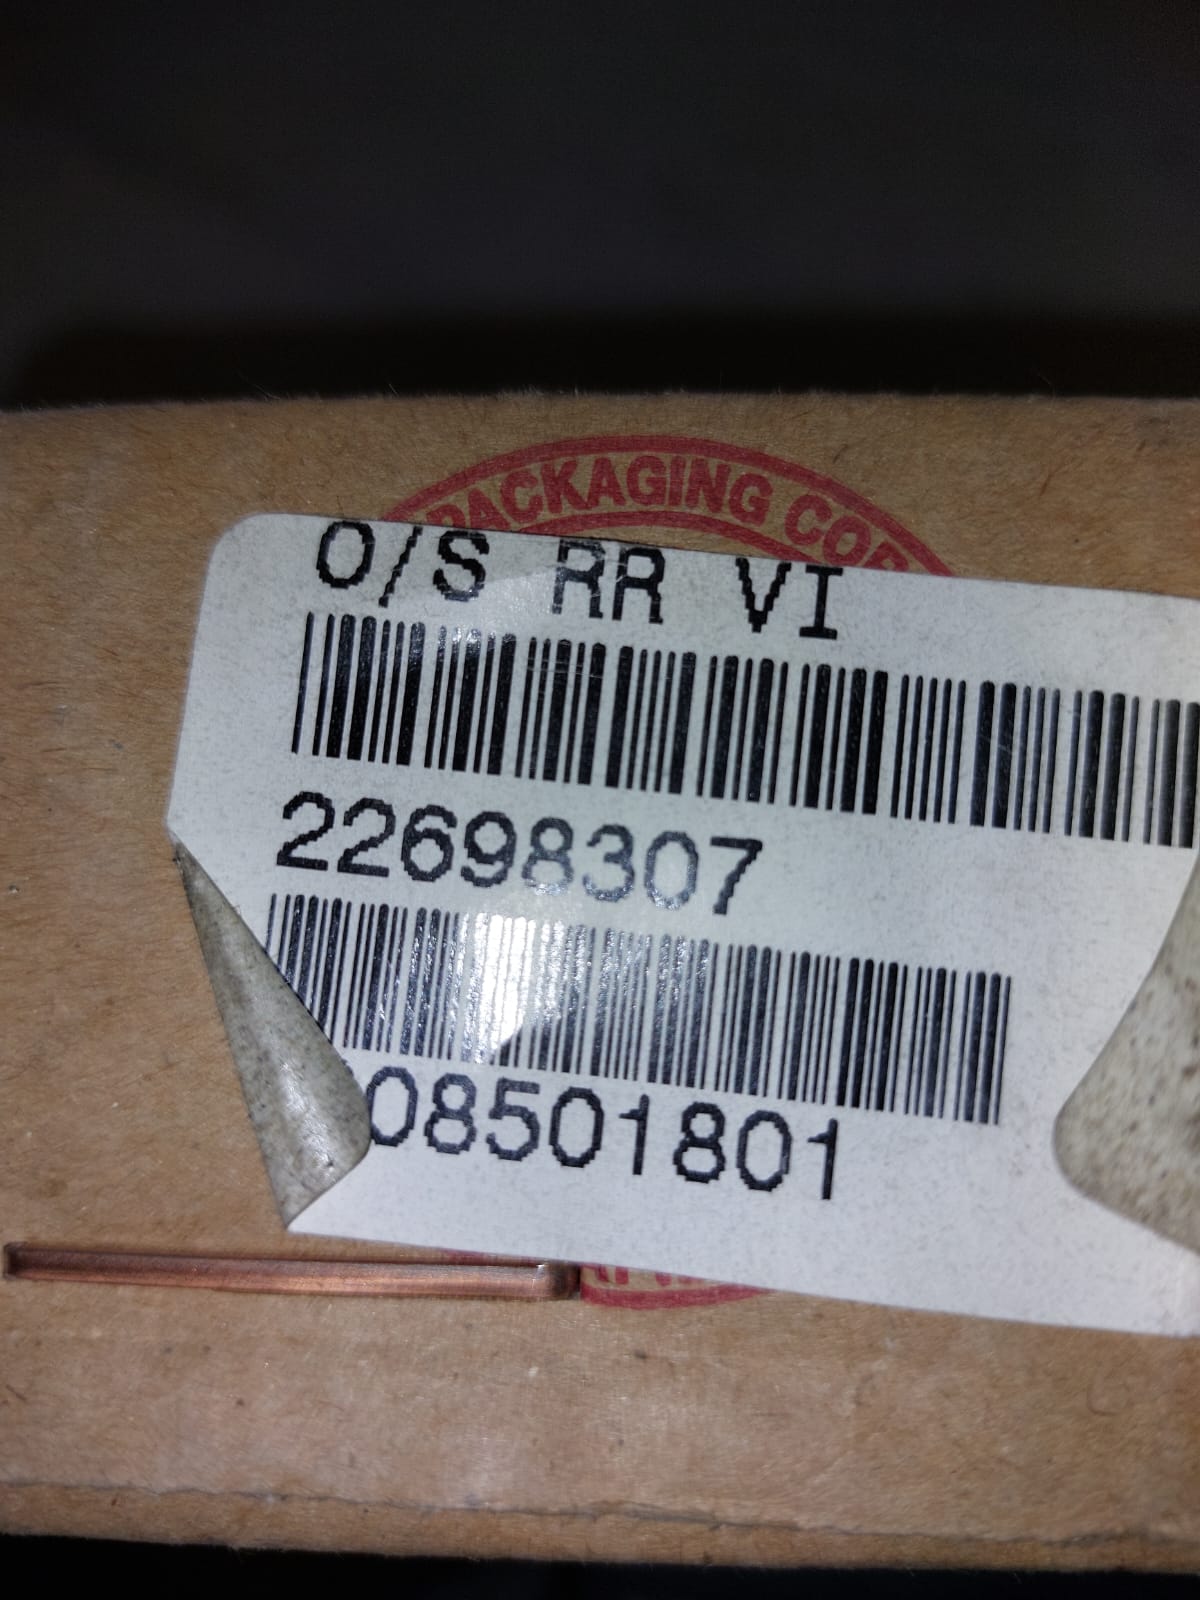 PACKAGING COR
O/S RR VI
22698307
08501801